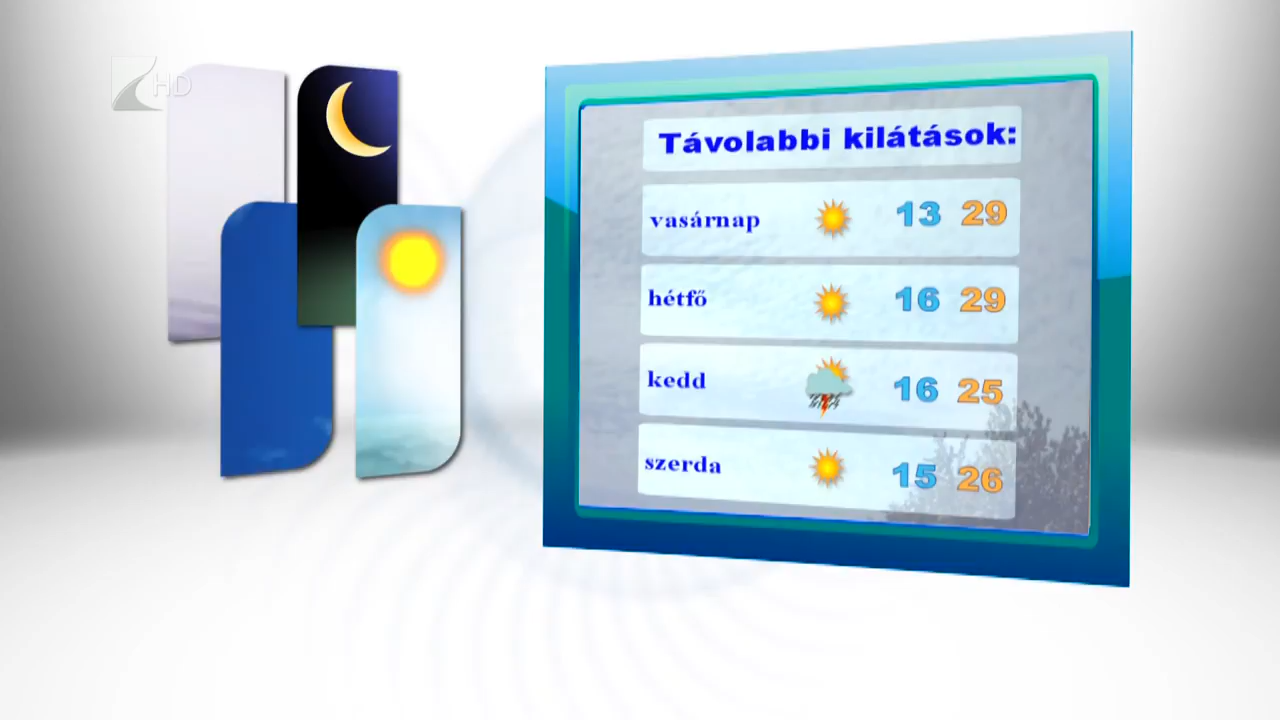 HD
Távolabbi kilátások:
vasárnap 13 29
hétfő 16 29
kedd 16 25
szerda 15 26